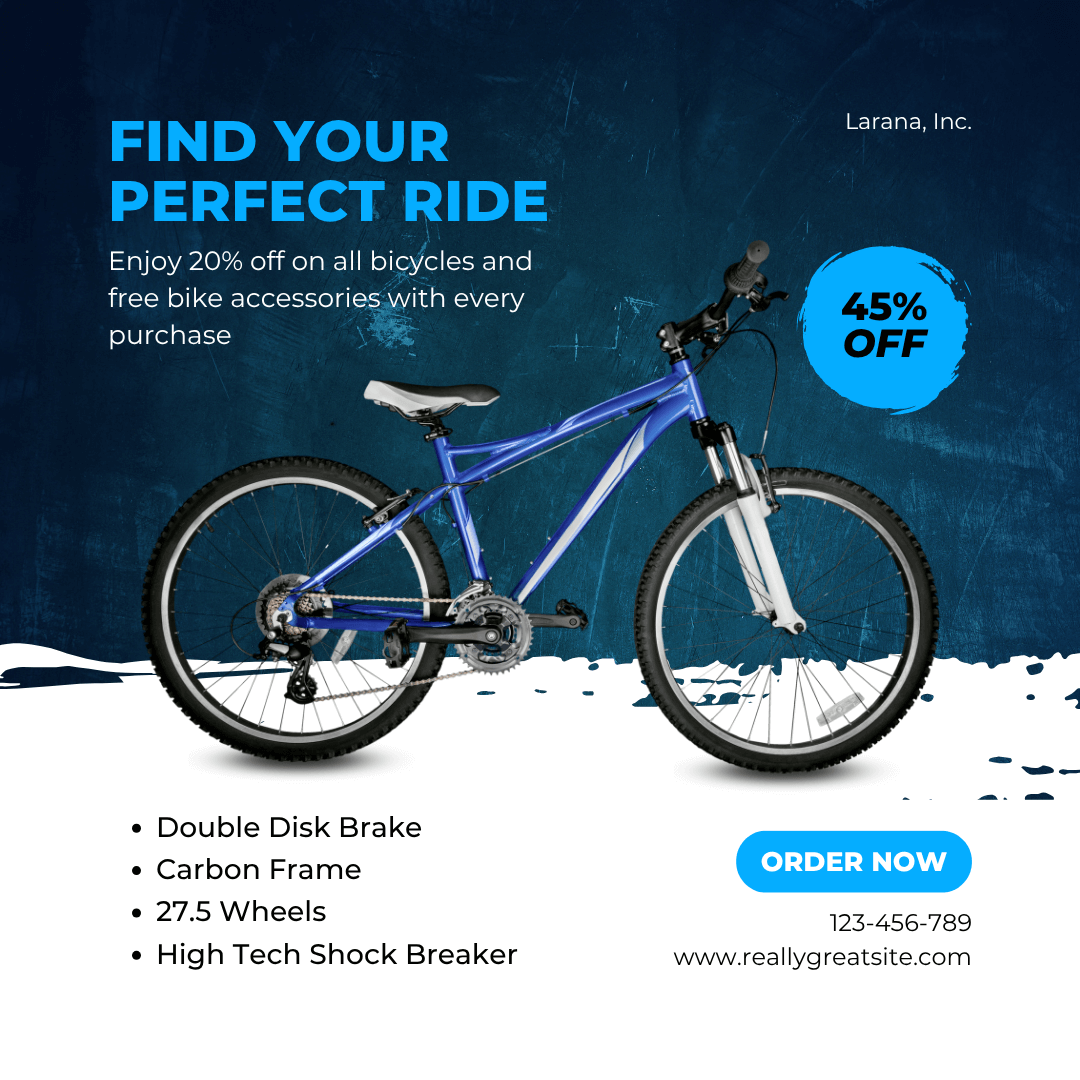 FIND YOUR
PERFECT RIDE
Larana, Inc.
Enjoy 20% off on all bicycles and
free bike accessories with every
purchase
45%
OFF
• Double Disk Brake
• Carbon Frame
• 27.5 Wheels
• High Tech Shock Breaker
ORDER NOW
123-456-789
www.reallygreatsite.com